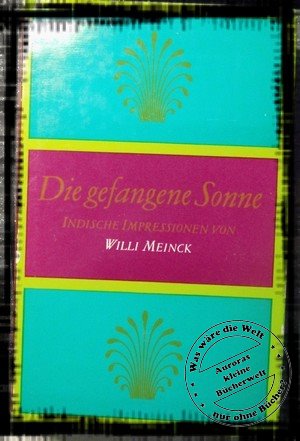 Die gefangene Sonne
INDISCHE IMPRESSIONEN VON
WILLI MEINCK
Was wäre die Welt
Auroras
kleine
Bücherwelt
nur ohne Bücher